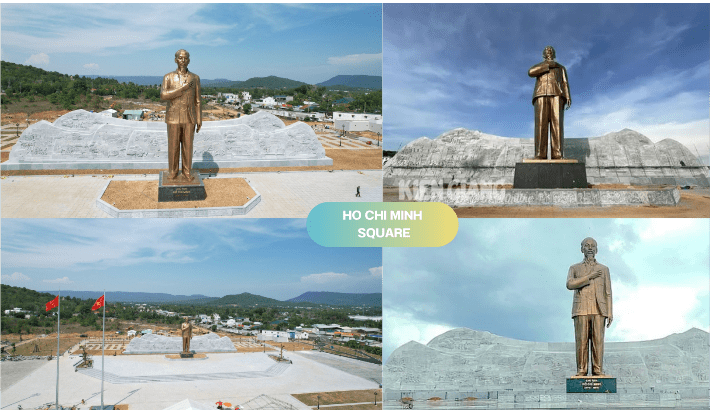 KIEN GIANG
HO CHI MINH
SQUARE